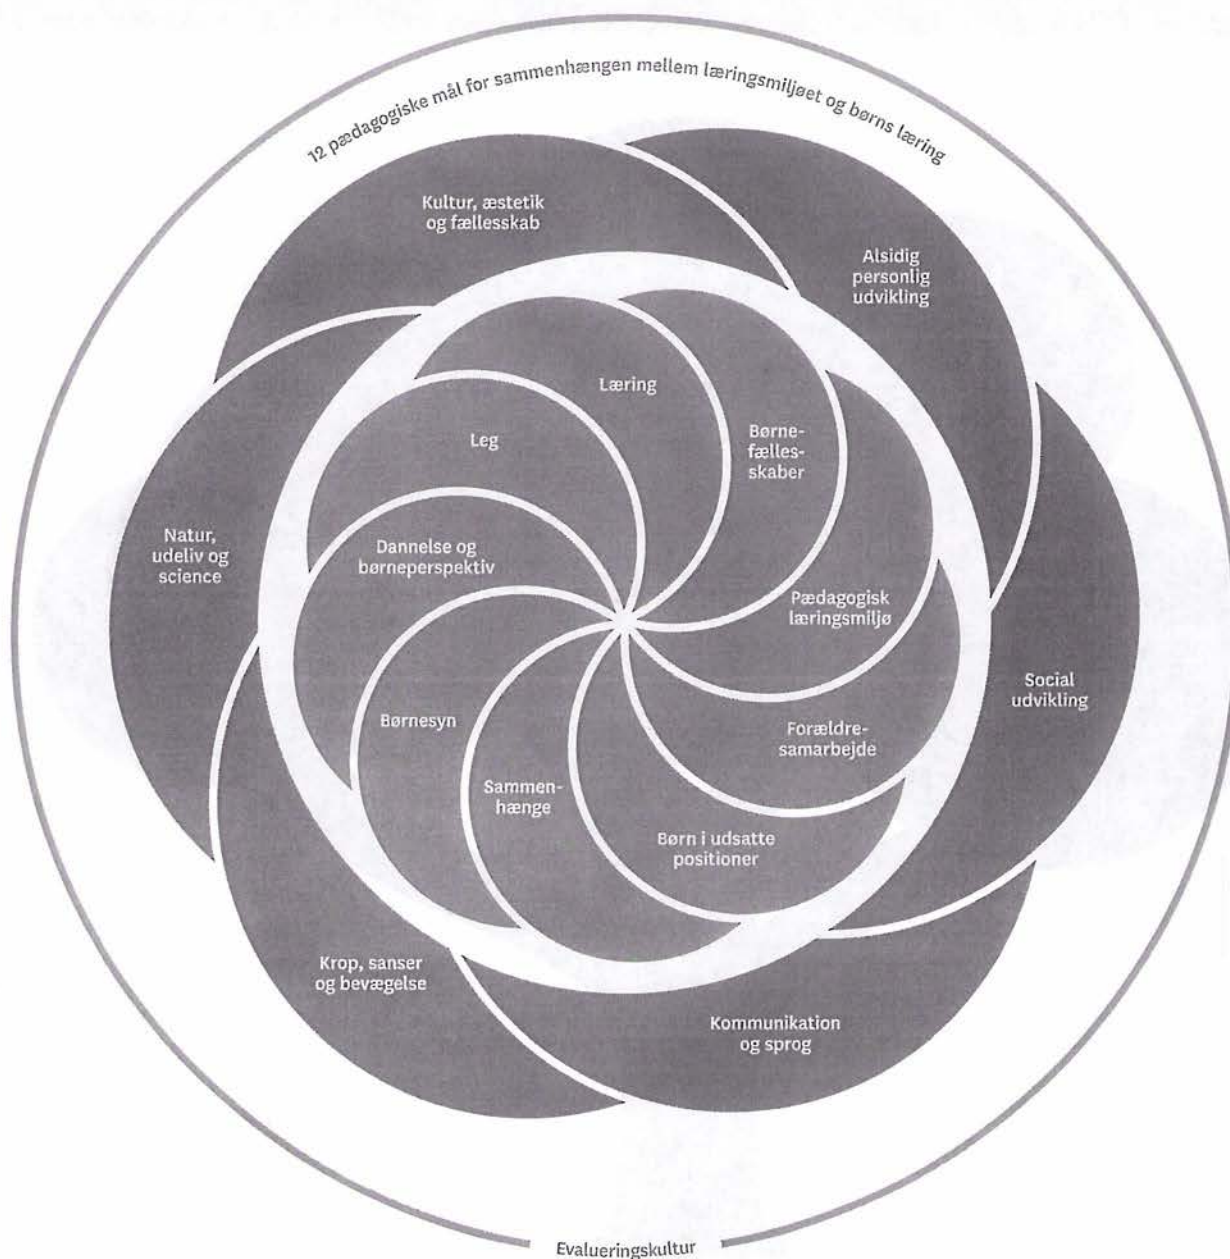 12 pædagogiske mål for sammenhængen mellem læringsmiljøet og børns læring
Kultur, æstetik
og fællesskab
Alsidig
personlig
udvikling
Læring
Leg
Børne-
fælles-
skaber
Natur,
udeliv og
science
Dannelse og
børneperspektiv
Pædagogisk
læringsmiljø
Social
udvikling
Børnesyn
Forældre-
samarbejde
Sammen-
hænge
Børn i udsatte
positioner
Krop, sanser
og bevægelse
Kommunikation
og sprog
Evalueringskultur